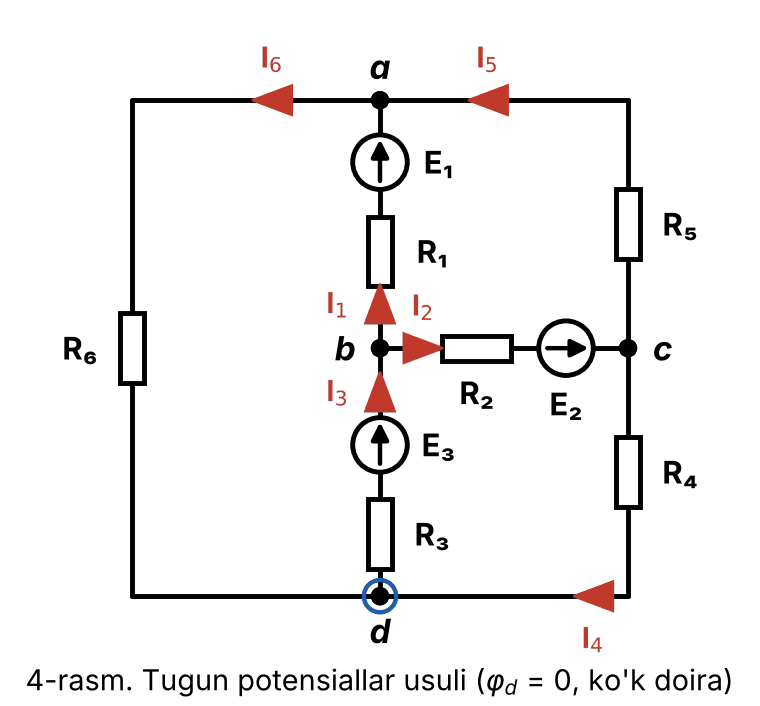 I₆
a
I₅
E₁
R₁
R₅
I₁
I₂
R₆
b
c
R₂
E₂
I₃
E₃
R₄
R₃
d
I₄
4-rasm. Tugun potensiallar usuli (φ_d = 0, ko'k doira)